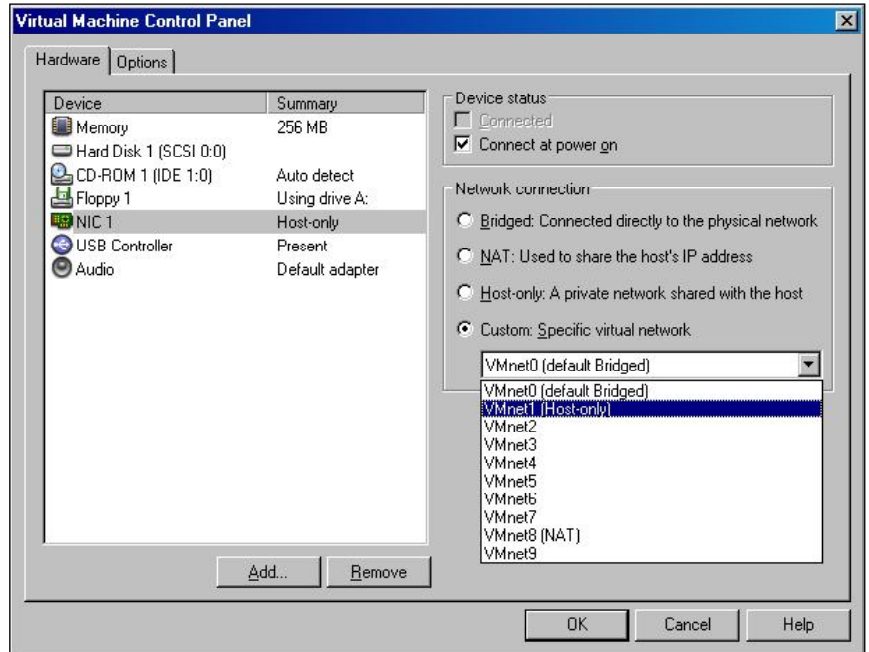 Virtual Machine Control Panel
Hardware Options
Device Summary
Memory 256 MB
Hard Disk 1 (SCSI 0:0)
CD-ROM 1 (IDE 1:0) Auto detect
Floppy 1 Using drive A:
NIC 1 Host-only
USB Controller Present
Audio Default adapter
Add... Remove
Device status
Connected
Connect at power on
Network connection
Bridged: Connected directly to the physical network
NAT: Used to share the host's IP address
Host-only: A private network shared with the host
Custom: Specific virtual network
VMnet0 (default Bridged)
VMnet0 (default Bridged)
VMnet1 (Host-only)
VMnet2
VMnet3
VMnet4
VMnet5
VMnet6
VMnet7
VMnet8 (NAT)
VMnet9
OK Cancel Help